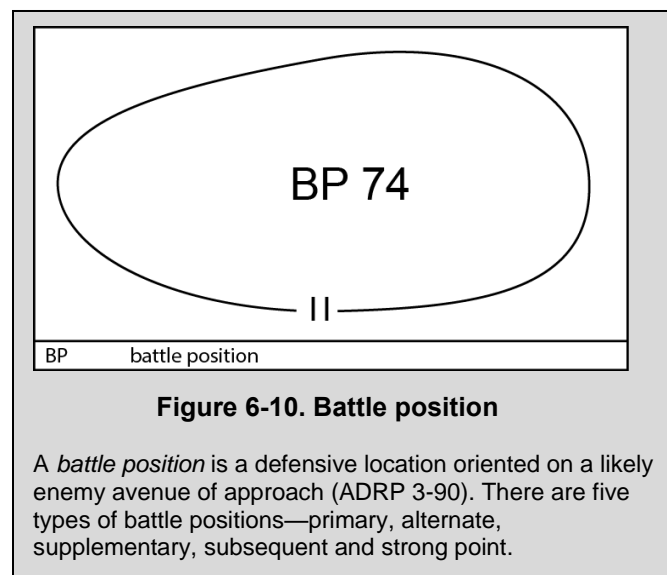 BP 74
II
BP battle position
Figure 6-10. Battle position
A battle position is a defensive location oriented on a likely
enemy avenue of approach (ADRP 3-90). There are five
types of battle positions—primary, alternate,
supplementary, subsequent and strong point.